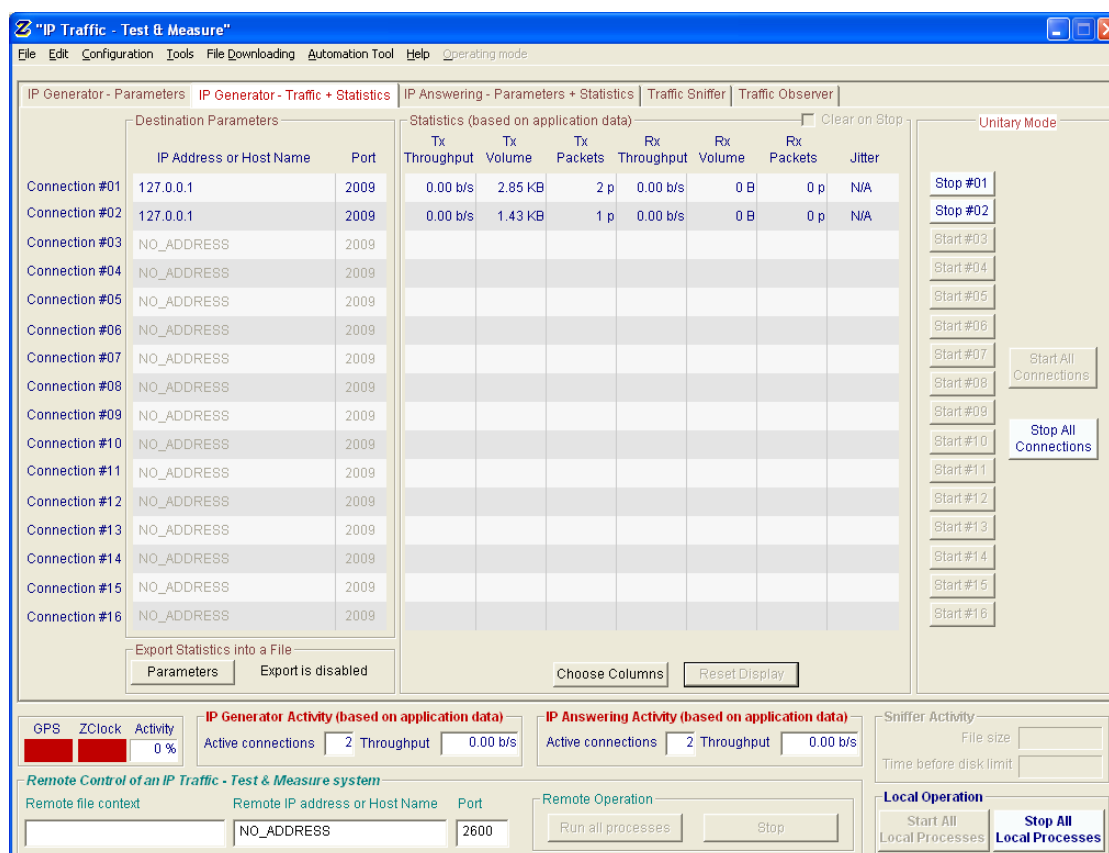 "IP Traffic - Test & Measure"
File Edit Configuration Tools File Downloading Automation Tool Help Operating mode
IP Generator - Parameters IP Generator - Traffic + Statistics IP Answering - Parameters + Statistics Traffic Sniffer Traffic Observer
Destination Parameters Statistics (based on application data) Clear on Stop Unitary Mode
IP Address or Host Name Port Tx Throughput Tx Volume Tx Packets Rx Throughput Rx Volume Rx Packets Jitter
Connection #01 127.0.0.1 2009 0.00 b/s 2.85 KB 2 p 0.00 b/s 0 B 0 p N/A Stop #01
Connection #02 127.0.0.1 2009 0.00 b/s 1.43 KB 1 p 0.00 b/s 0 B 0 p N/A Stop #02
Connection #03 NO_ADDRESS 2009 Start #03
Connection #04 NO_ADDRESS 2009 Start #04
Connection #05 NO_ADDRESS 2009 Start #05
Connection #06 NO_ADDRESS 2009 Start #06
Connection #07 NO_ADDRESS 2009 Start #07
Connection #08 NO_ADDRESS 2009 Start #08
Start All Connections
Connection #09 NO_ADDRESS 2009 Start #09
Connection #10 NO_ADDRESS 2009 Start #10
Stop All Connections
Connection #11 NO_ADDRESS 2009 Start #11
Connection #12 NO_ADDRESS 2009 Start #12
Connection #13 NO_ADDRESS 2009 Start #13
Connection #14 NO_ADDRESS 2009 Start #14
Connection #15 NO_ADDRESS 2009 Start #15
Connection #16 NO_ADDRESS 2009 Start #16
Export Statistics into a File
Parameters Export is disabled Choose Columns Reset Display
GPS ZClock Activity
0 %
IP Generator Activity (based on application data)
Active connections 2 Throughput 0.00 b/s
IP Answering Activity (based on application data)
Active connections 2 Throughput 0.00 b/s
Sniffer Activity
File size
Time before disk limit
Remote Control of an IP Traffic - Test & Measure system
Remote file context Remote IP address or Host Name Port
NO_ADDRESS 2600
Remote Operation
Run all processes Stop
Local Operation
Start All Local Processes
Stop All Local Processes